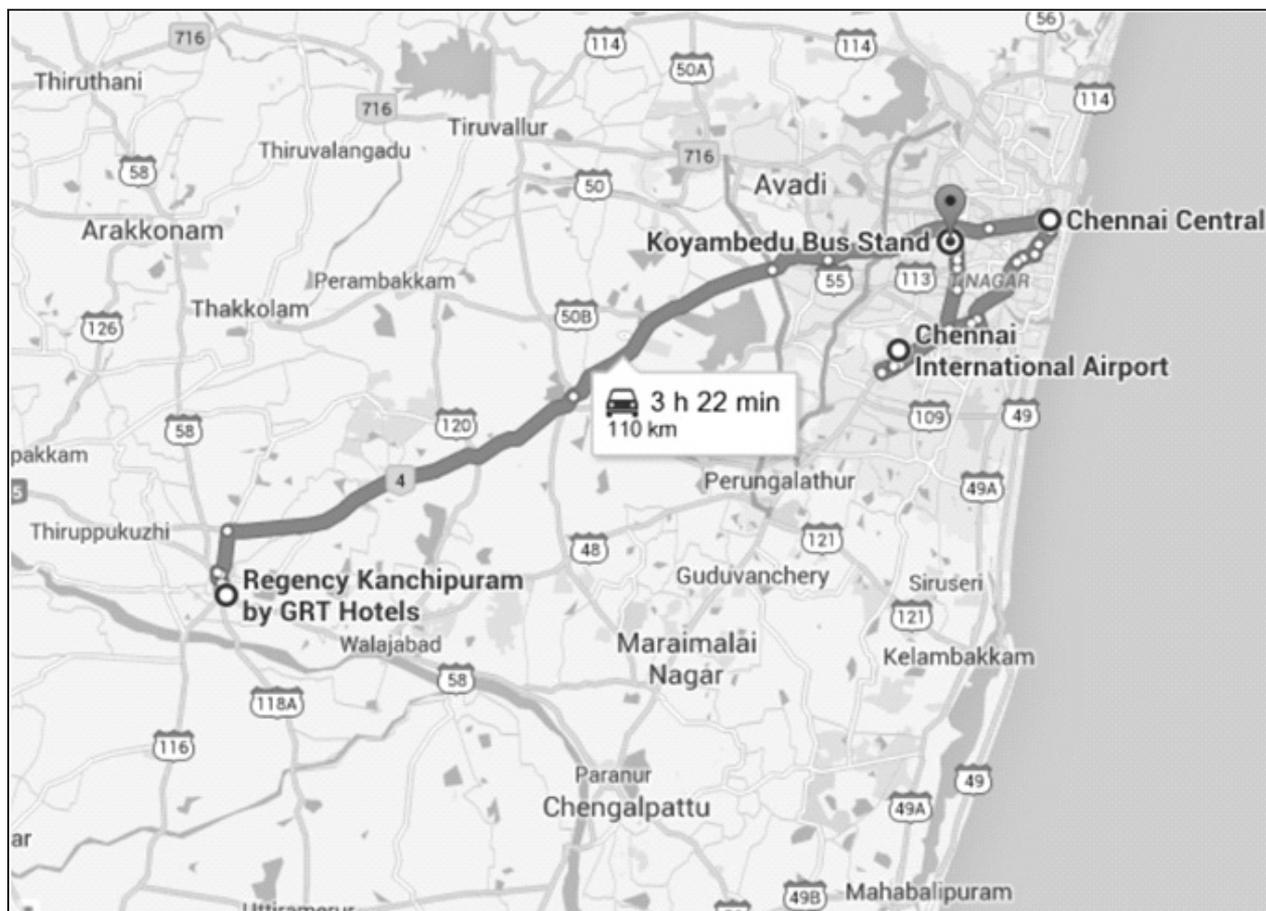 56
716
114
114
Thiruthani
50A
114
716
Tiruvallur
Thiruvalangadu
716
58
50
Avadi
Arakkonam
Chennai Central
Koyambedu Bus Stand
Perambakkam
55
113
NAGAR
Thakkolam
126
50B
Chennai
International Airport
3 h 22 min
110 km
58
120
109
49
pakkam
4
Perungalathur
49A
5
Thiruppukuzhi
121
48
Regency Kanchipuram
by GRT Hotels
Guduvanchery
Siruseri
121
Walajabad
Maraimalai
Nagar
Kelambakkam
58
118A
116
Paranur
Chengalpattu
49
49A
ar
49B
Mahabalipuram
Uttiramerur